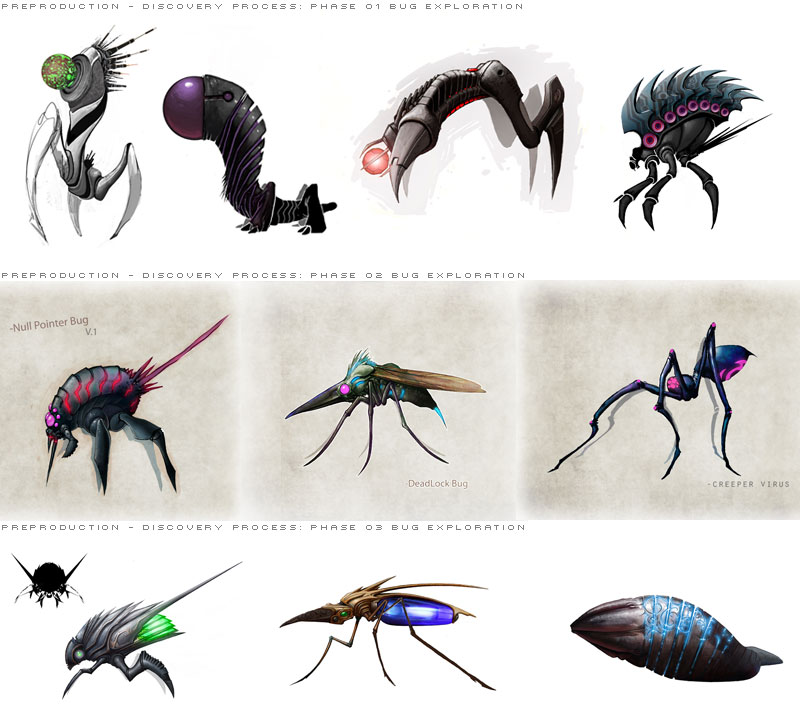 PREPRODUCTION - DISCOVERY PROCESS: PHASE 01 BUG EXPLORATION
PREPRODUCTION - DISCOVERY PROCESS: PHASE 02 BUG EXPLORATION
-Null Pointer Bug
V.1
DeadLock Bug
-CREEPER VIRUS
PREPRODUCTION - DISCOVERY PROCESS: PHASE 03 BUG EXPLORATION